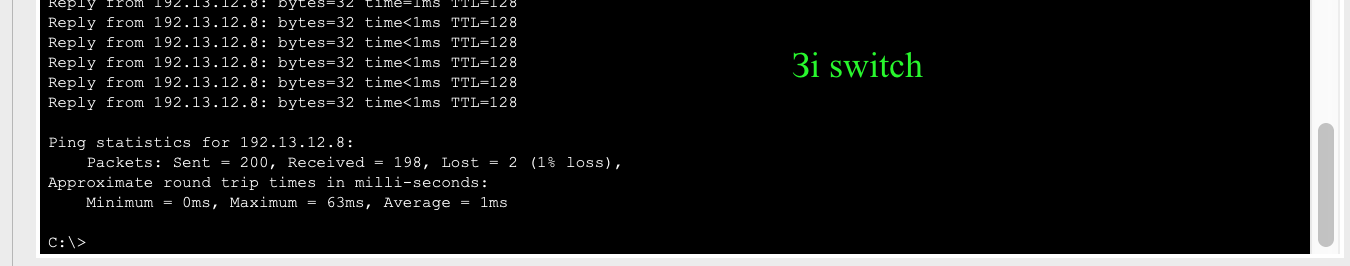 Reply from 192.13.12.8: bytes=32 time=1ms TTL=128
Reply from 192.13.12.8: bytes=32 time<1ms TTL=128
Reply from 192.13.12.8: bytes=32 time<1ms TTL=128
Reply from 192.13.12.8: bytes=32 time<1ms TTL=128
3i switch
Reply from 192.13.12.8: bytes=32 time<1ms TTL=128
Reply from 192.13.12.8: bytes=32 time<1ms TTL=128
Ping statistics for 192.13.12.8:
Packets: Sent = 200, Received = 198, Lost = 2 (1% loss),
Approximate round trip times in milli-seconds:
Minimum = 0ms, Maximum = 63ms, Average = 1ms
C:\>